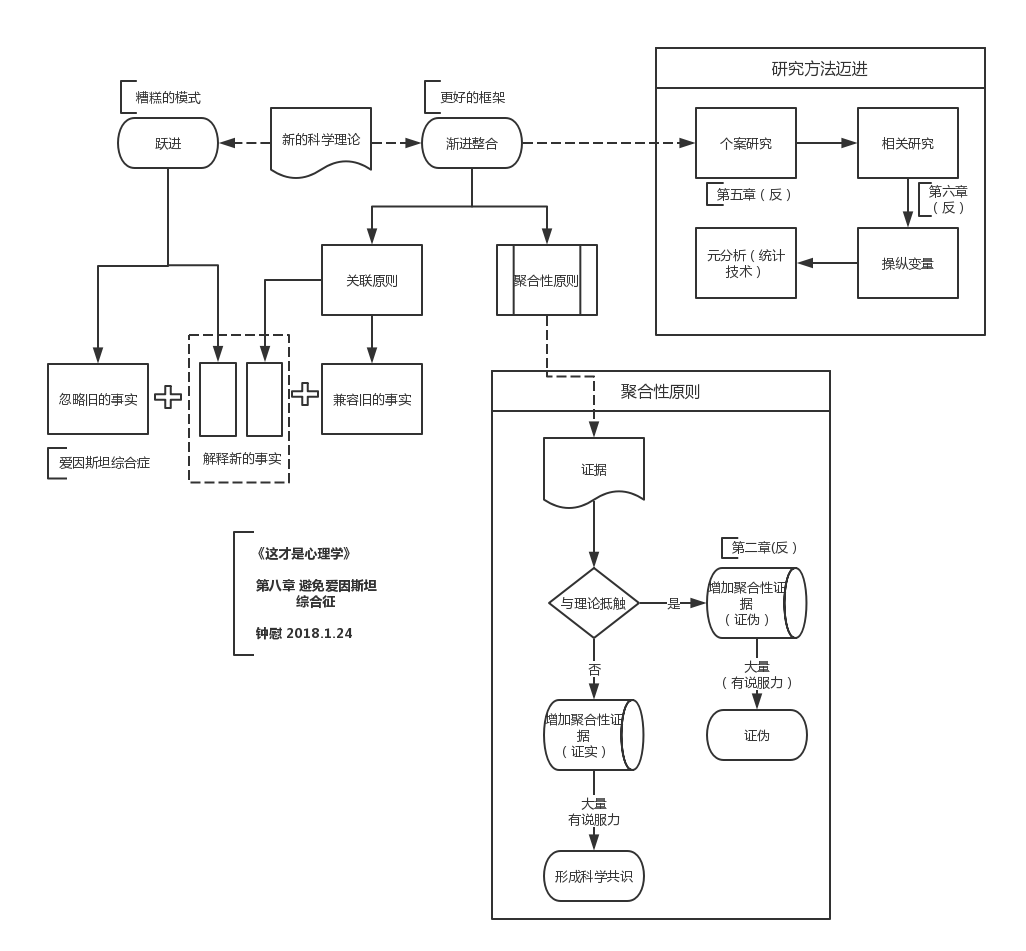 研究方法迈进
糟糕的模式
更好的框架
跃进
新的科学理论
渐进整合
个案研究
相关研究
第五章（反）
第六章
（反）
元分析（统计
技术）
操纵变量
关联原则
聚合性原则
忽略旧的事实
兼容旧的事实
爱因斯坦综合症
解释新的事实
聚合性原则
证据
《这才是心理学》
第八章 避免爱因斯坦
综合征
钟慰 2018.1.24
第二章(反）
与理论抵触
是
增加聚合性证
据
（证伪）
否
大量
（有说服力）
增加聚合性证
据
（证实）
证伪
大量
有说服力
形成科学共识